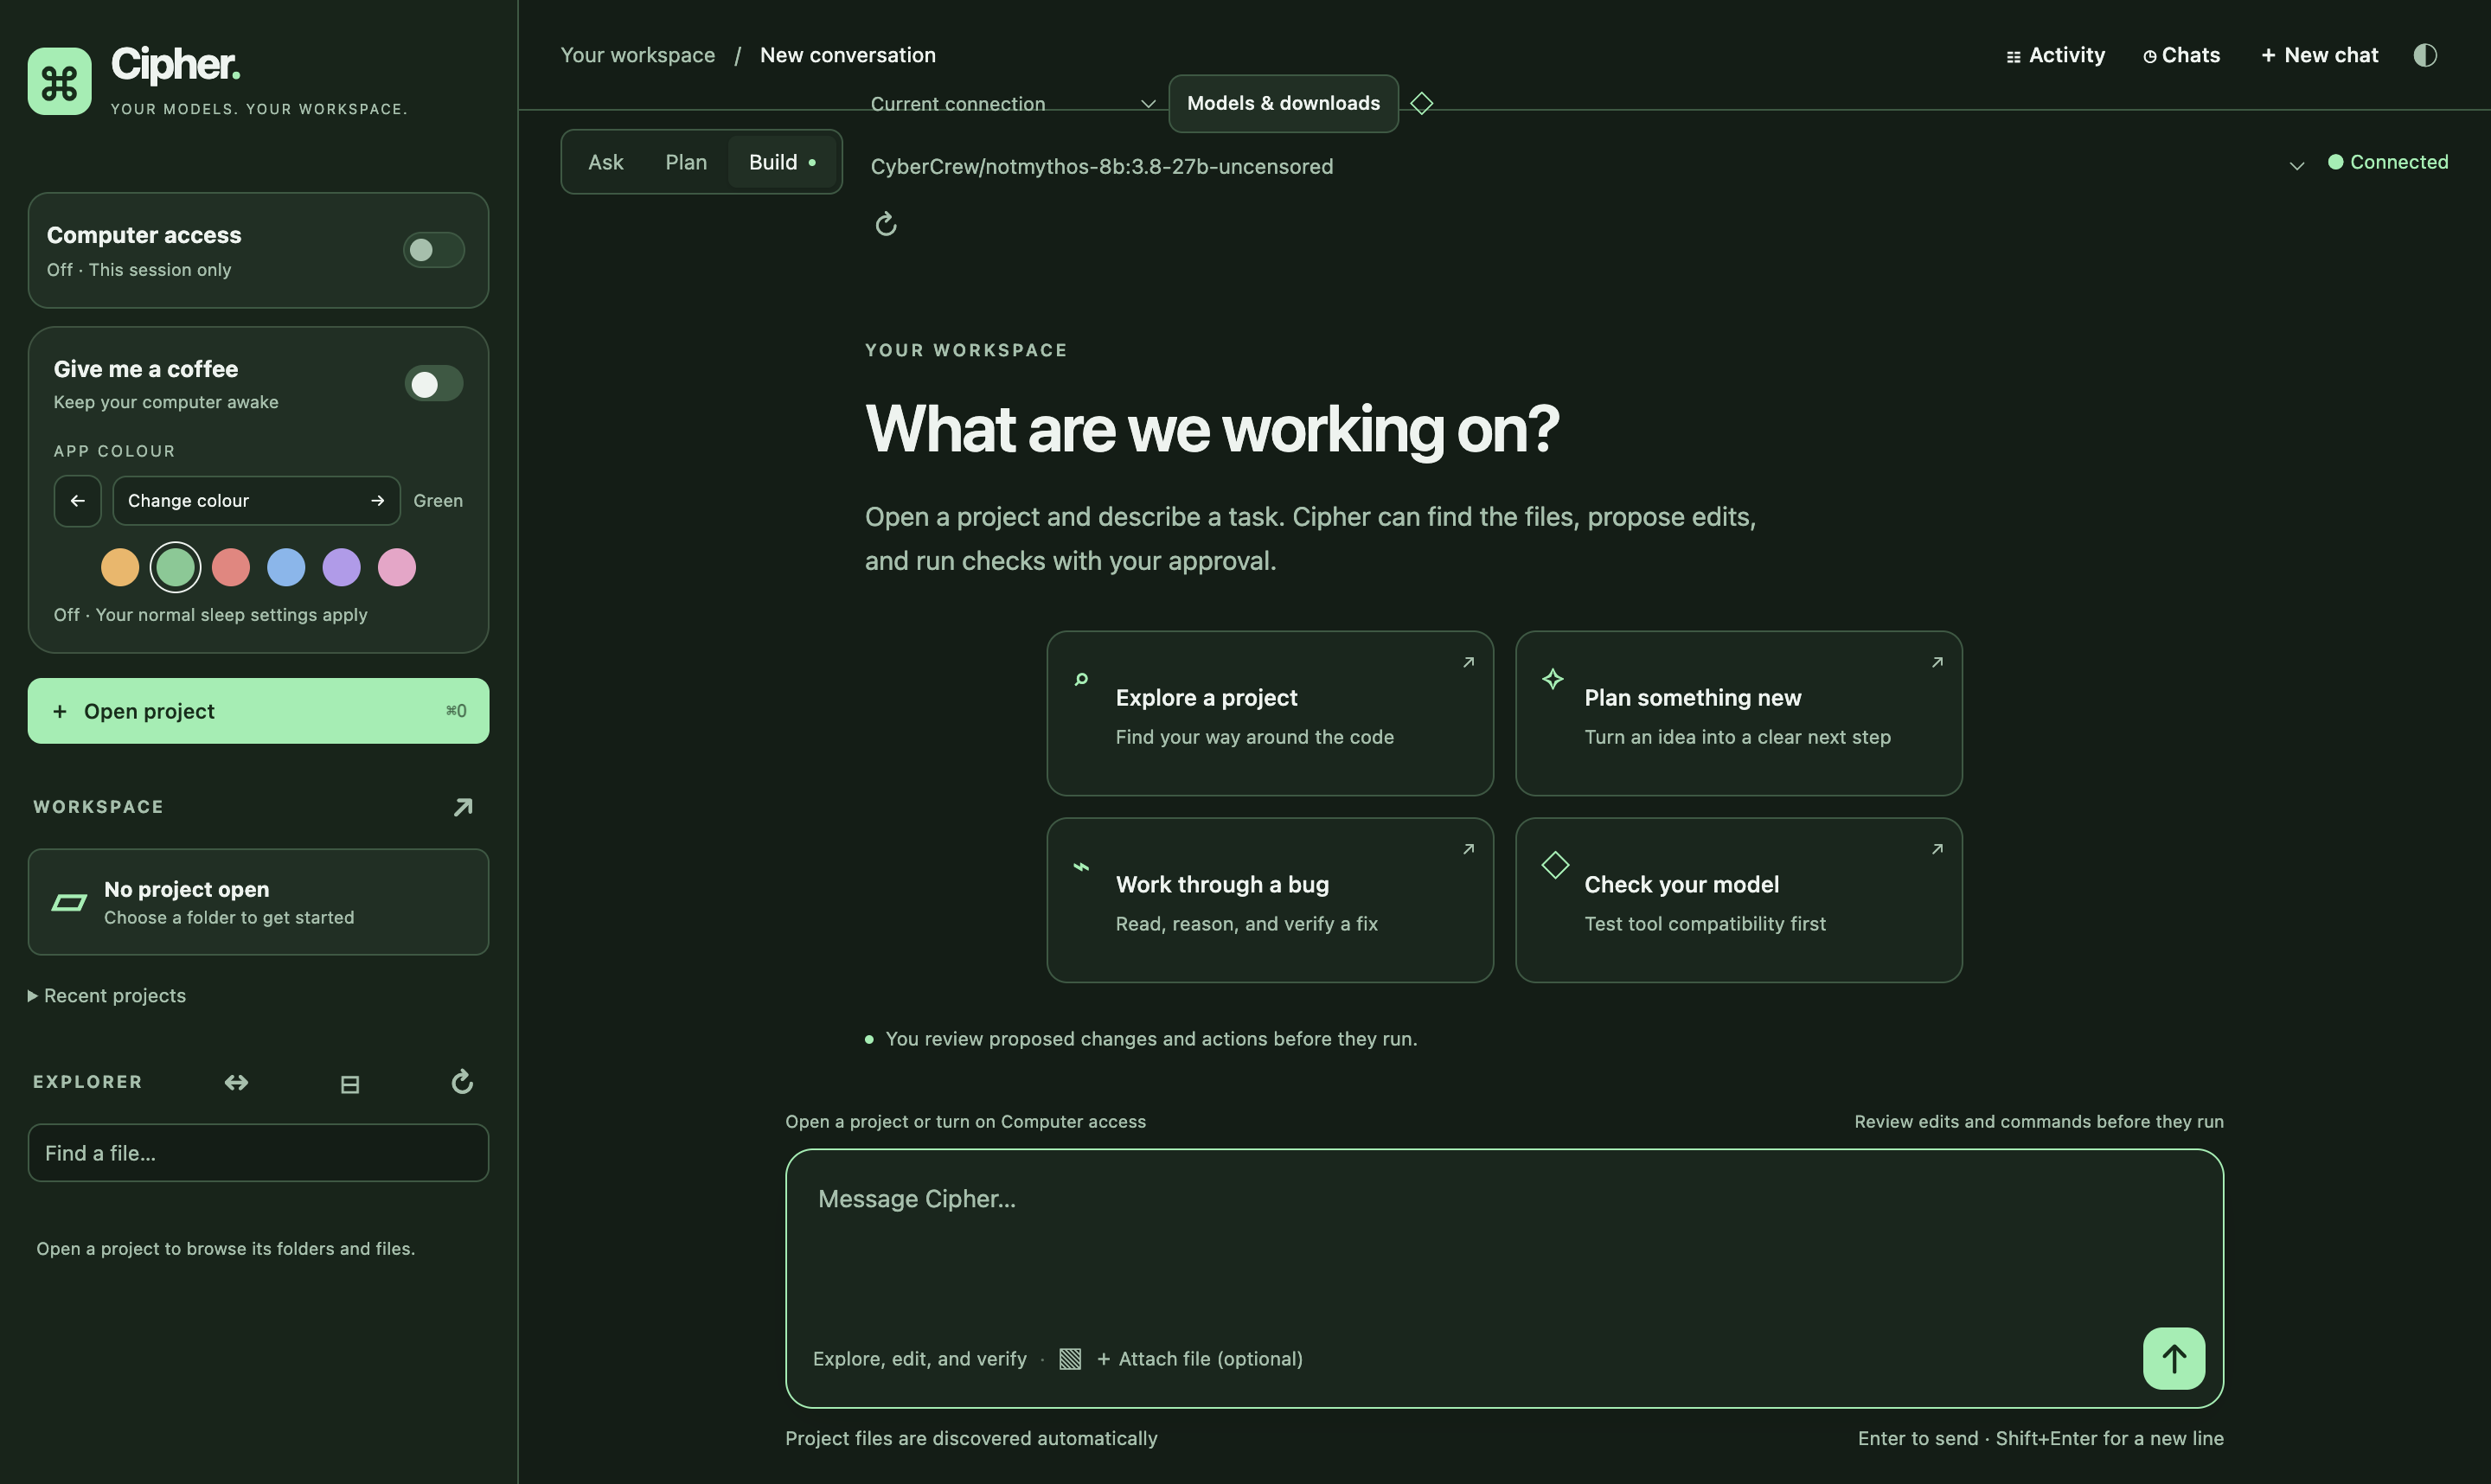 Cipher.
YOUR MODELS. YOUR WORKSPACE.
Computer access
Off · This session only
Give me a coffee
Keep your computer awake
APP COLOUR
← Change colour → Green
Off · Your normal sleep settings apply
+ Open project ⌘O
WORKSPACE
No project open
Choose a folder to get started
Recent projects
EXPLORER
Find a file...
Open a project to browse its folders and files.
Your workspace / New conversation
Activity Chats + New chat
Current connection Models & downloads
Ask Plan Build
CyberCrew/notmythos-8b:3.8-27b-uncensored
Connected
YOUR WORKSPACE
What are we working on?
Open a project and describe a task. Cipher can find the files, propose edits,
and run checks with your approval.
Explore a project
Find your way around the code
Plan something new
Turn an idea into a clear next step
Work through a bug
Read, reason, and verify a fix
Check your model
Test tool compatibility first
You review proposed changes and actions before they run.
Open a project or turn on Computer access
Review edits and commands before they run
Message Cipher...
Explore, edit, and verify · + Attach file (optional)
Project files are discovered automatically
Enter to send · Shift+Enter for a new line